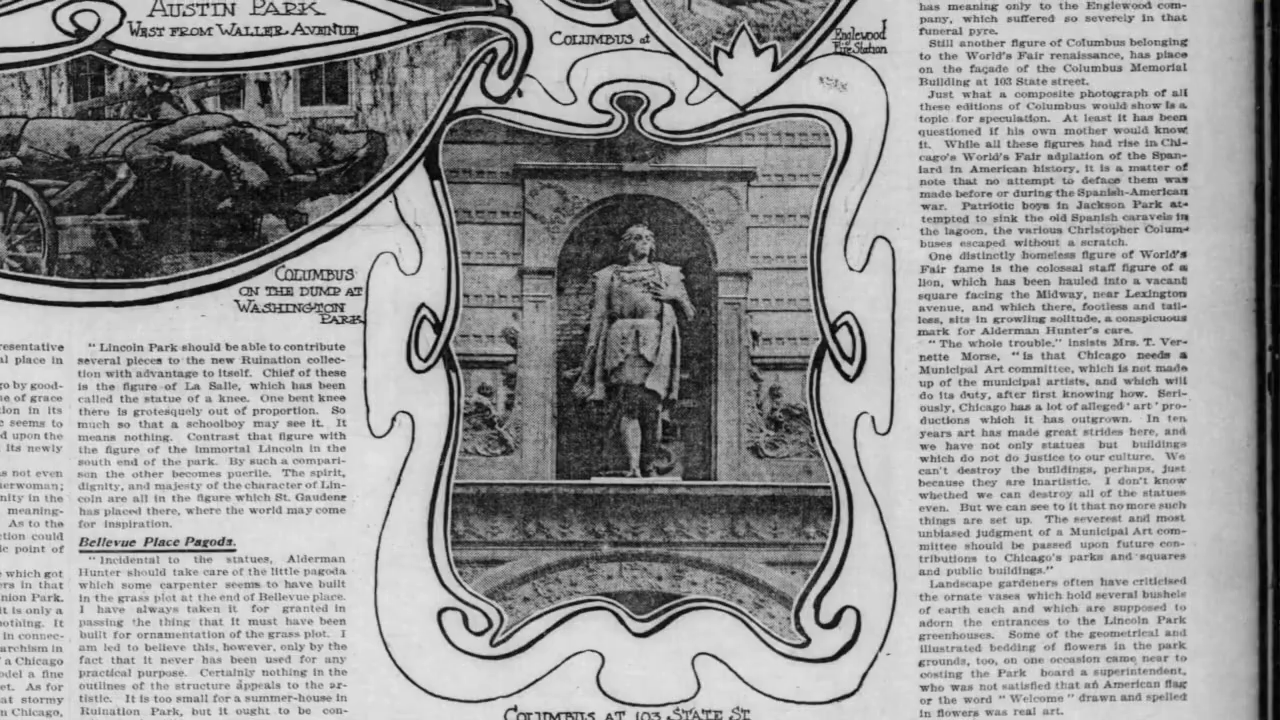 AUSTIN PARK
WEST FROM WALLER AVENUE
COLUMBUS at
Englewood
Fire Station
COLUMBUS
ON THE DUMP AT
WASHINGTON
PARK
resentative
al place in
go by good-
ne of grace
tion in its
e seems to
d upon the
its newly
s not even
herwoman;
nity in the
meaning-
As to the
ction could
ic point of
e which got
ers in that
nion Park.
it is only a
nothing. It
in connec-
archism in
a Chicago
odel a fine
et. As for
at stormy
n Chicago,
" Lincoln Park should be able to contribute
several pieces to the new Ruination collec-
tion with advantage to itself. Chief of these
is the figure of La Salle, which has been
called the statue of a knee. One bent knee
there is grotesquely out of proportion. So
much so that a schoolboy may see it. It
means nothing. Contrast that figure with
the figure of the immortal Lincoln in the
south end of the park. By such a compari-
son the other becomes puerile. The spirit,
dignity, and majesty of the character of Lin-
coln are all in the figure which St. Gaudens
has placed there, where the world may come
for inspiration.
Bellevue Place Pagoda.
" Incidental to the statues, Alderman
Hunter should take care of the little pagoda
which some carpenter seems to have built
in the grass plot at the end of Bellevue place.
I have always taken it for granted in
passing the thing that it must have been
built for ornamentation of the grass plot. I
am led to believe this, however, only by the
fact that it never has been used for any
practical purpose. Certainly nothing in the
outlines of the structure appeals to the ar-
tistic. It is too small for a summer-house in
Ruination Park, but it ought to be con-
COLUMBUS AT 103 STATE ST
has meaning only to the Englewood com-
pany, which suffered so severely in that
funeral pyre.
Still another figure of Columbus belonging
to the World's Fair renaissance, has place
on the façade of the Columbus Memorial
Building at 103 State street.
Just what a composite photograph of all
these editions of Columbus would show is a
topic for speculation. At least it has been
questioned if his own mother would know
it. While all these figures had rise in Chi-
cago's World's Fair adplation of the Span-
iard in American history, it is a matter of
note that no attempt to deface them was
made before or during the Spanish-American
war. Patriotic boys in Jackson Park at-
tempted to sink the old Spanish caravels in
the lagoon, the various Christopher Colum-
buses escaped without a scratch.
One distinctly homeless figure of World's
Fair fame is the colossal staff figure of a
lion, which has been hauled into a vacant
square facing the Midway, near Lexington
avenue, and which there, footless and tail-
less, sits in growling solitude, a conspicuous
mark for Alderman Hunter's care.
" The whole trouble," insists Mrs. T. Ver-
nette Morse, " is that Chicago needs a
Municipal Art committee, which is not made
up of the municipal artists, and which will
do its duty, after first knowing how. Seri-
ously, Chicago has a lot of alleged ' art ' pro-
ductions which it has outgrown. In ten
years art has made great strides here, and
we have not only statues but buildings
which do not do justice to our culture. We
can't destroy the buildings, perhaps, just
because they are inartistic. I don't know
whether we can destroy all of the statues
even. But we can see to it that no more such
things are set up. The severest and most
unbiased judgment of a Municipal Art com-
mittee should be passed upon future con-
tributions to Chicago's parks and squares
and public buildings."
Landscape gardeners often have criticised
the ornate vases which hold several bushels
of earth each and which are supposed to
adorn the entrances to the Lincoln Park
greenhouses. Some of the geometrical and
illustrated bedding of flowers in the park
grounds, too, on one occasion came near to
costing the Park board a superintendent,
who was not satisfied that an American flag
or the word " Welcome " drawn and spelled
in flowers was real art.